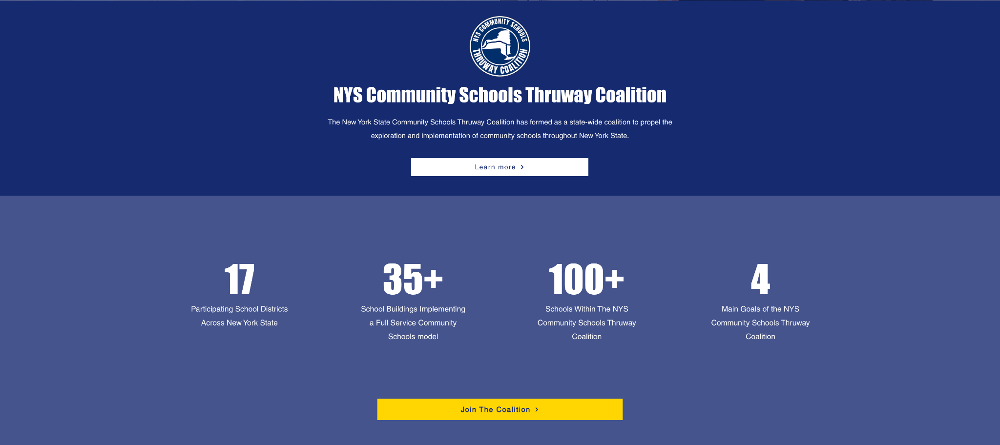 NYS COMMUNITY SCHOOLS
THRUWAY COALITION
NYS Community Schools Thruway Coalition
The New York State Community Schools Thruway Coalition has formed as a state-wide coalition to propel the
exploration and implementation of community schools throughout New York State.
Learn more
17
Participating School Districts
Across New York State
35+
School Buildings Implementing
a Full Service Community
Schools model
100+
Schools Within The NYS
Community Schools Thruway
Coalition
4
Main Goals of the NYS
Community Schools Thruway
Coalition
Join The Coalition